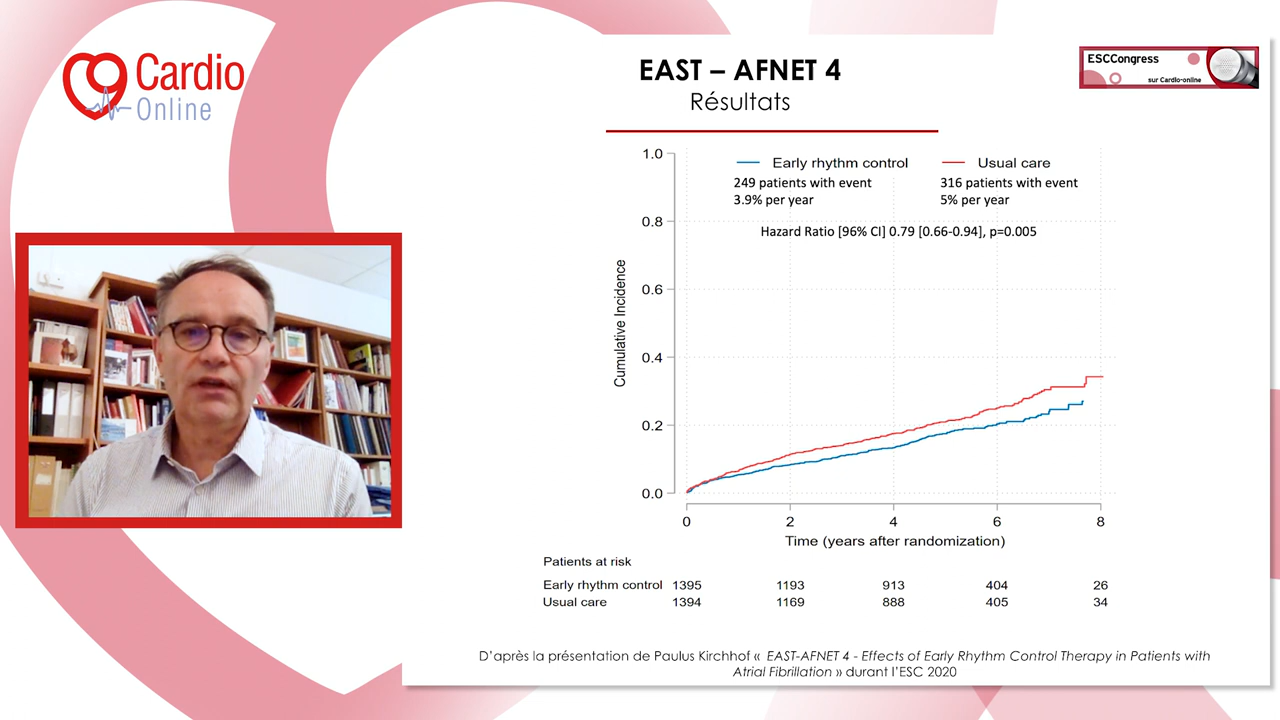 Cardio
Online
EAST – AFNET 4
Résultats
ESCCongress
sur Cardio-online
1.0
0.8
0.6
0.4
0.2
0.0
Cumulative Incidence
Early rhythm control
Usual care
249 patients with event
316 patients with event
3.9% per year
5% per year
Hazard Ratio [96% CI] 0.79 [0.66-0.94], p=0.005
0 2 4 6 8
Time (years after randomization)
Patients at risk
Early rhythm control 1395 1193 913 404 26
Usual care 1394 1169 888 405 34
D'après la présentation de Paulus Kirchhof « EAST-AFNET 4 - Effects of Early Rhythm Control Therapy in Patients with
Atrial Fibrillation » durant l'ESC 2020